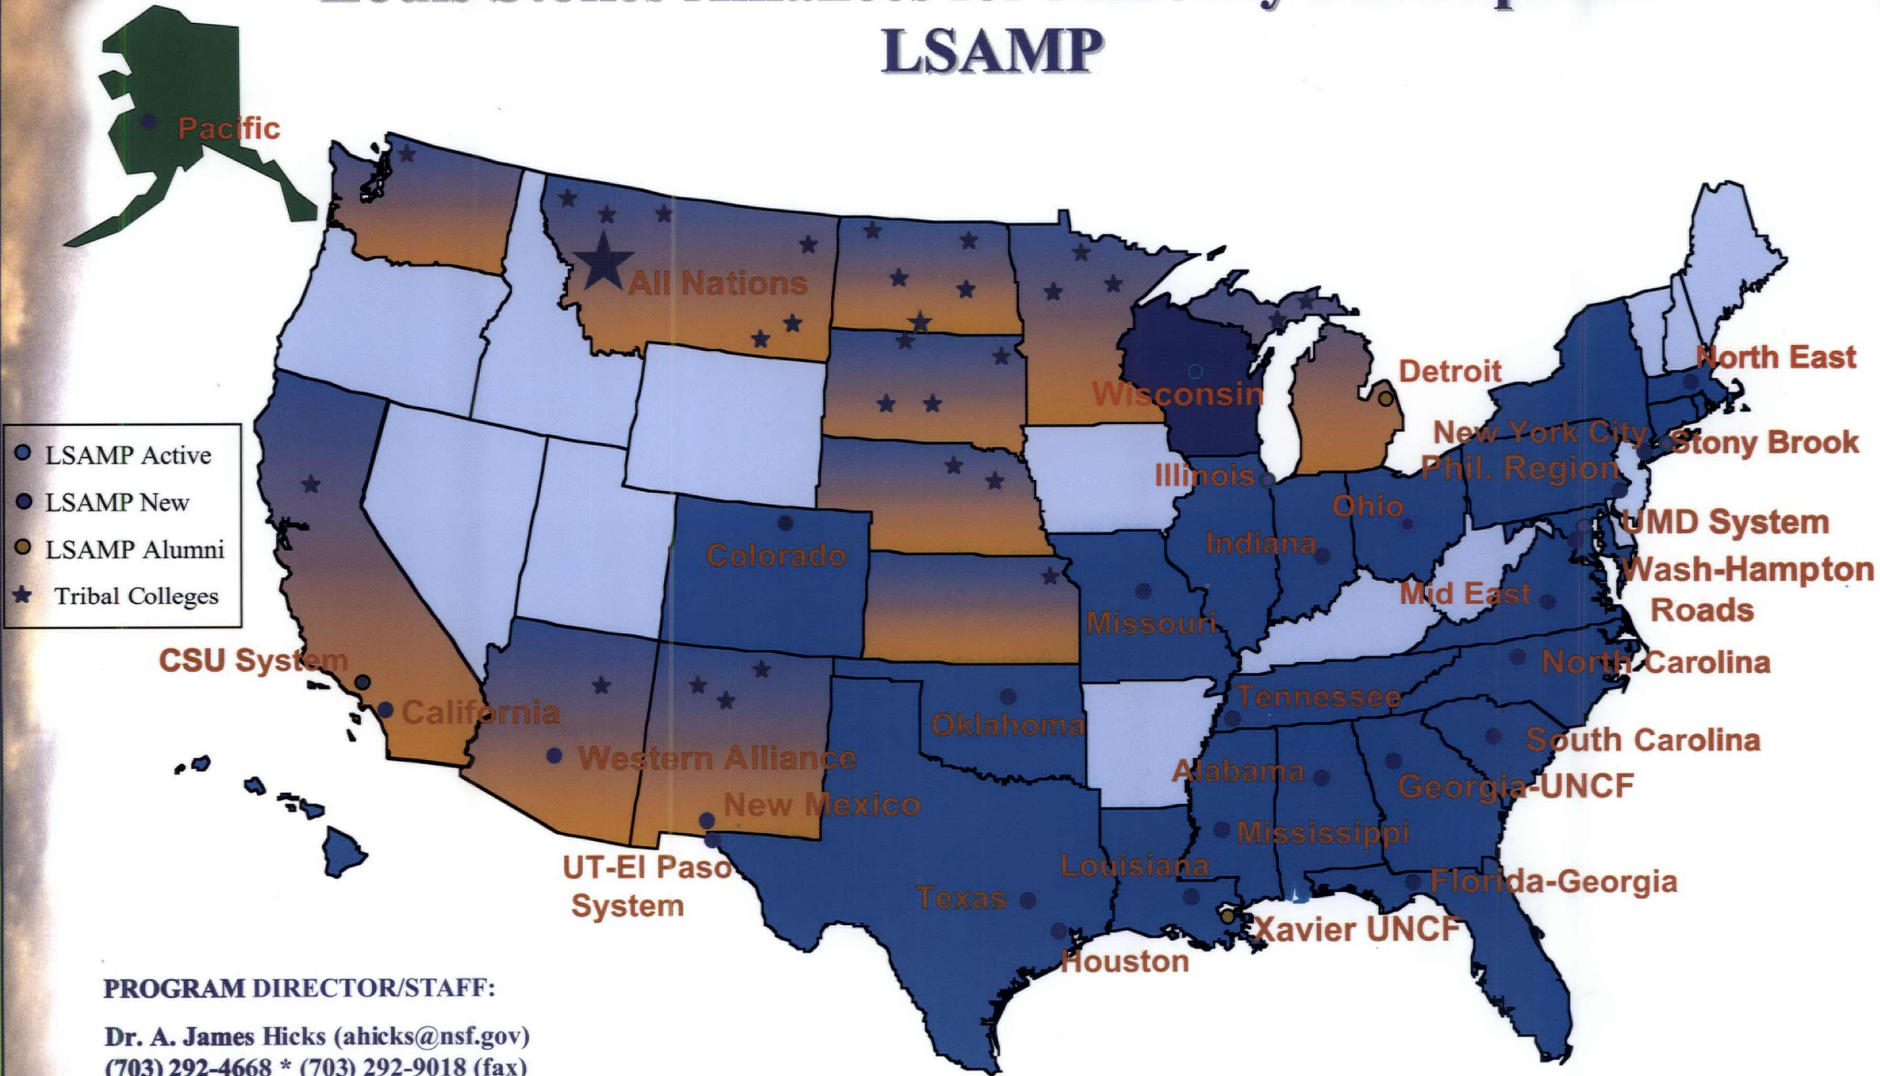 LSAMP
Pacific
All Nations
Wisconsin
Detroit
North East
New York City
Stony Brook
Phil. Region
Illinois
Ohio
UMD System
Indiana
Colorado
Wash-Hampton
Roads
Mid East
Missouri
LSAMP Active
LSAMP New
LSAMP Alumni
Tribal Colleges
CSU System
California
North Carolina
Tennessee
Oklahoma
South Carolina
Western Alliance
Alabama
Georgia-UNCF
New Mexico
Mississippi
UT-El Paso
System
Louisiana
Florida-Georgia
Texas
Xavier UNCF
Houston
PROGRAM DIRECTOR/STAFF:
Dr. A. James Hicks (ahicks@nsf.gov)
(703) 292-4668 * (703) 292-9018 (fax)